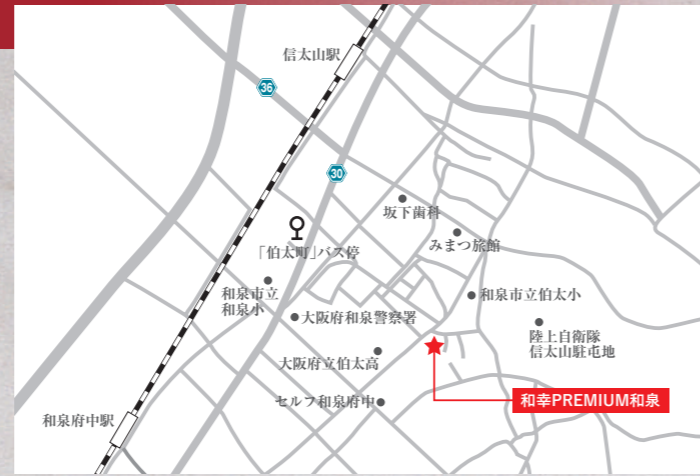 信太山駅
36
30
坂下歯科
「伯太町」バス停
みまつ旅館
和泉市立
和泉小
和泉市立伯太小
大阪府和泉警察署
陸上自衛隊
信太山駐屯地
大阪府立伯太高
セルフ和泉府中
和幸PREMIUM和泉
和泉府中駅